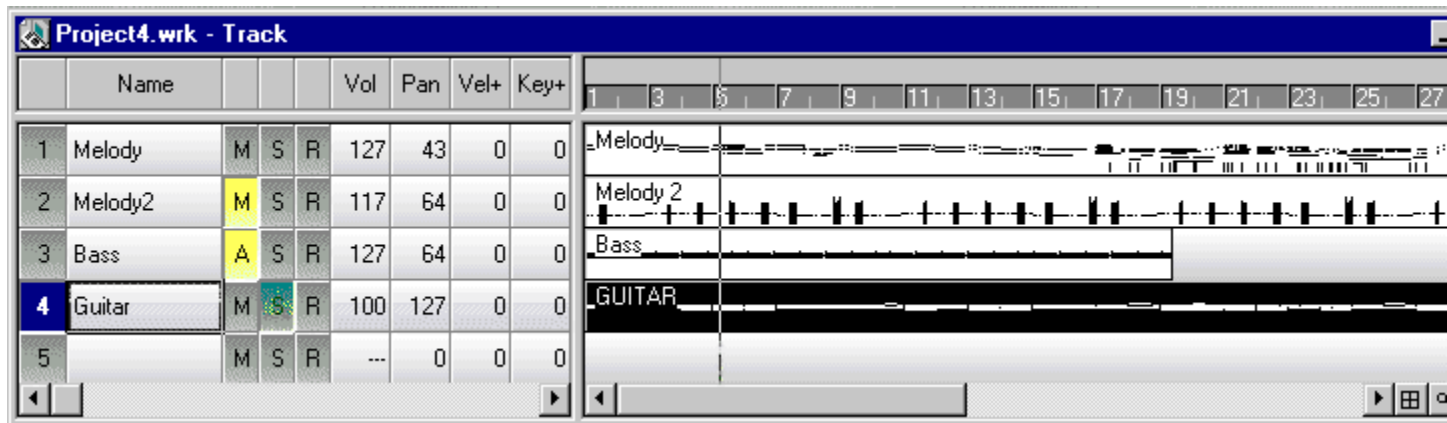 Project4.wrk - Track
Name Vol Pan Vel+ Key+ 1 3 5 7 9 11 13 15 17 19 21 23 25 27
1 Melody M S R 127 43 0 0 Melody
2 Melody2 M S R 117 64 0 0 Melody 2
3 Bass A S R 127 64 0 0 Bass
4 Guitar M S R 100 127 0 0 GUITAR
5 M S R --- 0 0 0